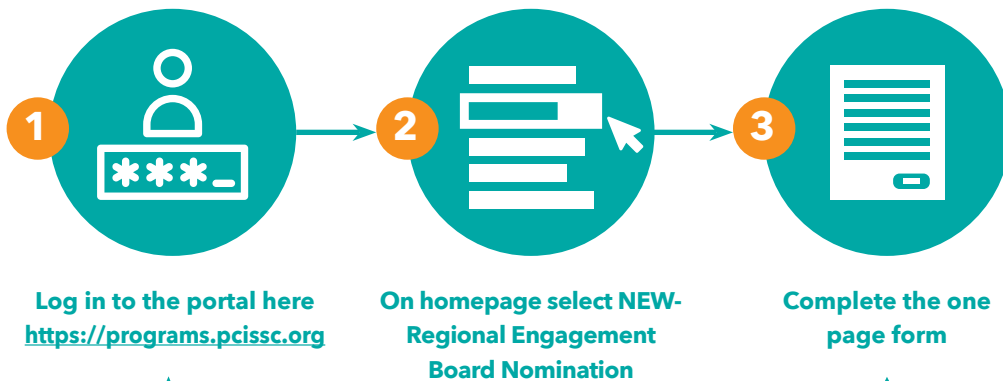 1
2
3
***_
Log in to the portal here
https://programs.pcissc.org
On homepage select NEW-
Regional Engagement
Board Nomination
Complete the one
page form